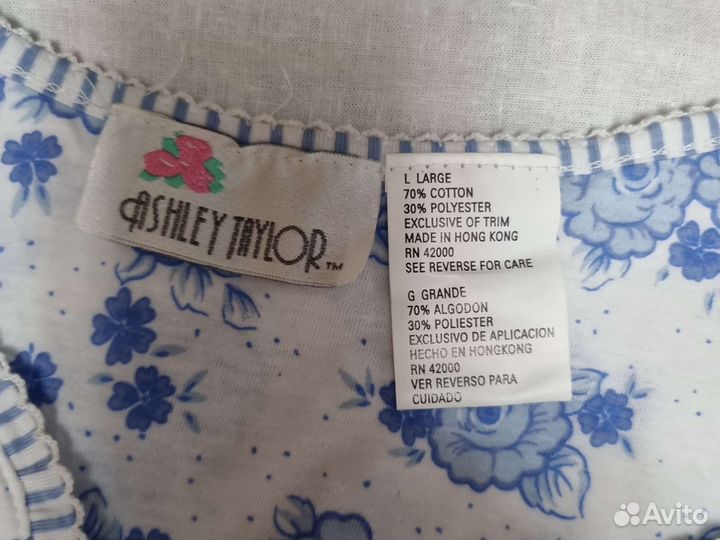 ASHLEY TAYLOR™
L LARGE
70% COTTON
30% POLYESTER
EXCLUSIVE OF TRIM
MADE IN HONG KONG
RN 42000
SEE REVERSE FOR CARE
G GRANDE
70% ALGODON
30% POLIESTER
EXCLUSIVO DE APLICACION
HECHO EN HONGKONG
RN 42000
VER REVERSO PARA
CUIDADO
Avito